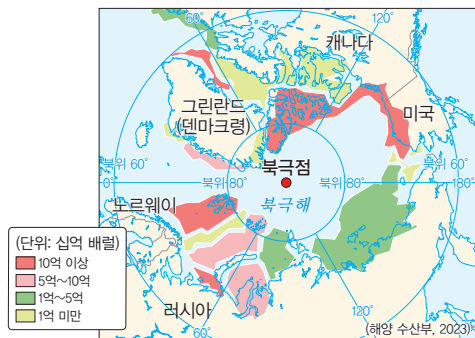 60°
120°
캐나다
그린란드
(덴마크령)
미국
북극점
북위 60°
0°
북위 80°
북위 80°
북위 60°
180°
북극해
노르웨이
(단위: 십억 배럴)
10억 이상
5억~10억
1억~5억
1억 미만
러시아
60°
120°
(해양 수산부, 2023)